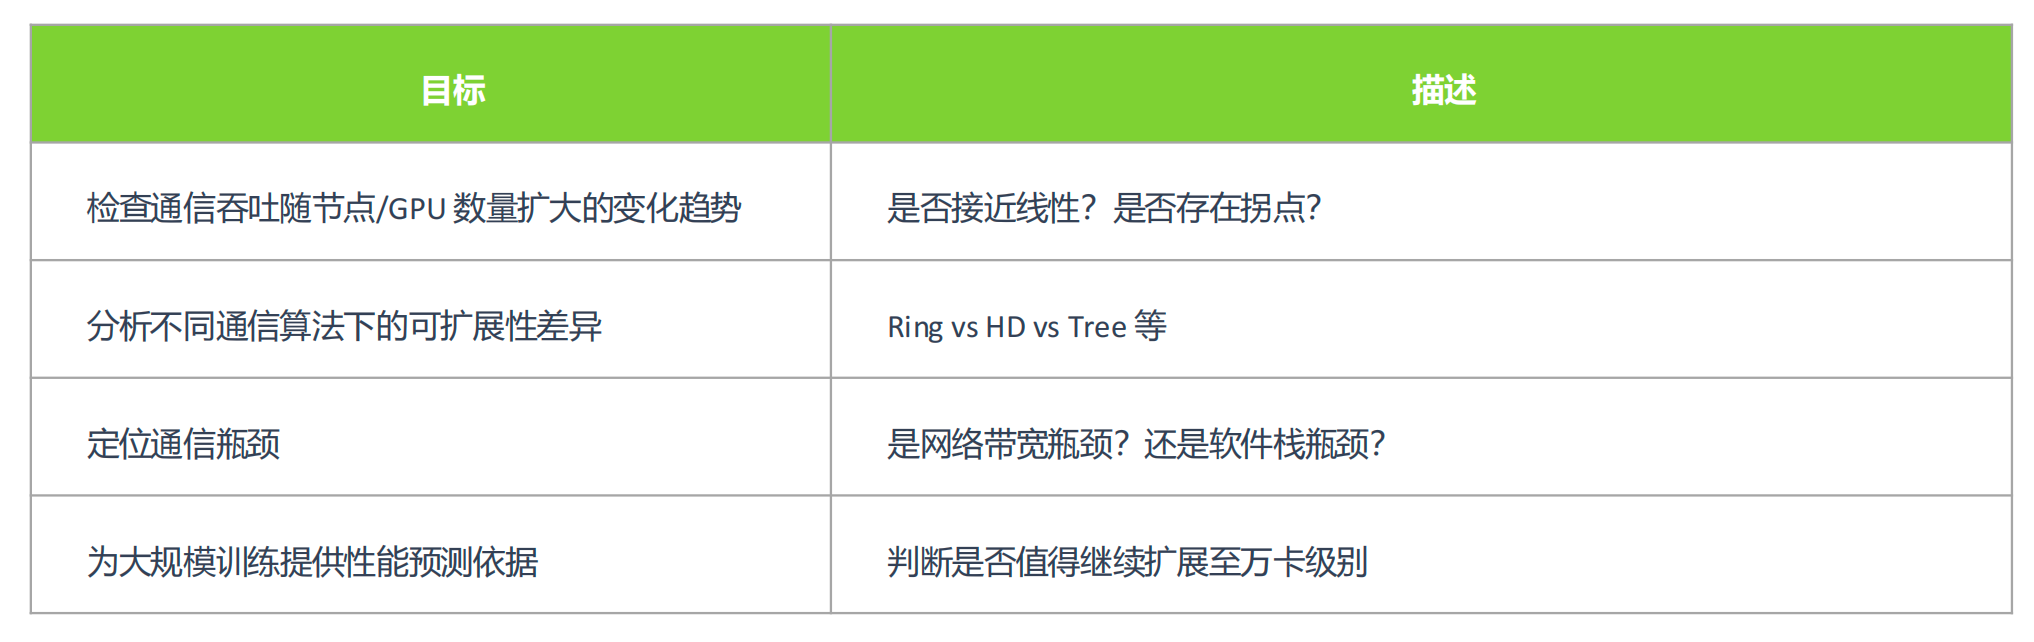 目标
描述
检查通信吞吐随节点/GPU 数量扩大的变化趋势
是否接近线性？是否存在拐点？
分析不同通信算法下的可扩展性差异
Ring vs HD vs Tree 等
定位通信瓶颈
是网络带宽瓶颈？还是软件栈瓶颈？
为大规模训练提供性能预测依据
判断是否值得继续扩展至万卡级别